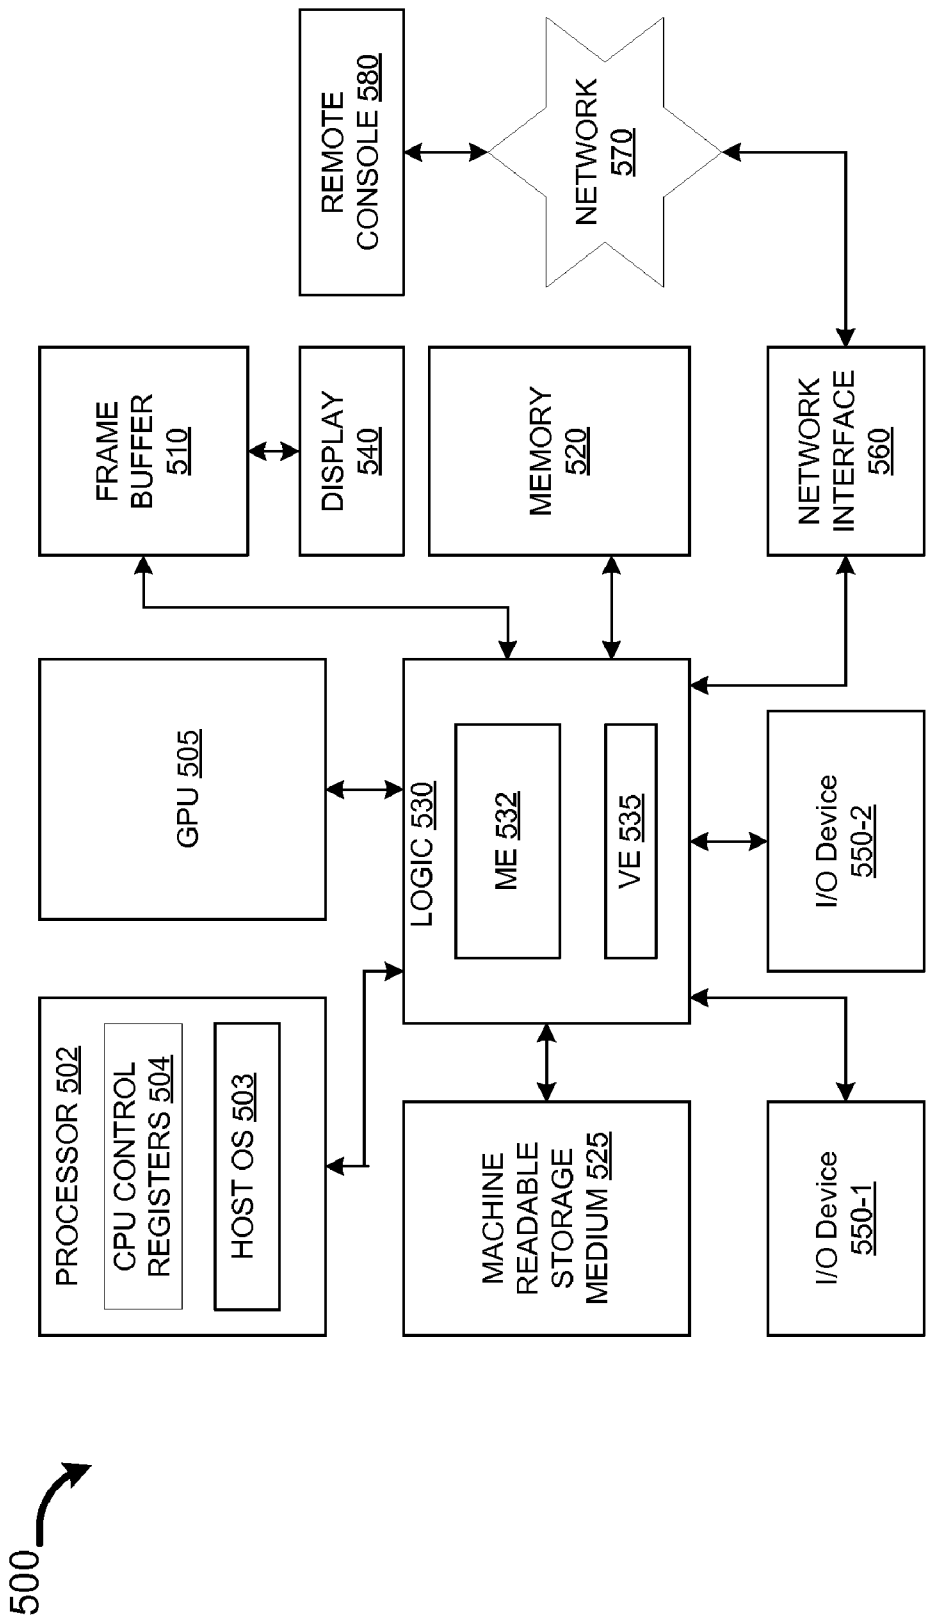 500
PROCESSOR 502
CPU CONTROL
REGISTERS 504
HOST OS 503
GPU 505
FRAME
BUFFER
510
DISPLAY
540
REMOTE
CONSOLE 580
MACHINE
READABLE
STORAGE
MEDIUM 525
LOGIC 530
ME 532
VE 535
MEMORY
520
NETWORK
570
I/O Device
550-1
I/O Device
550-2
NETWORK
INTERFACE
560